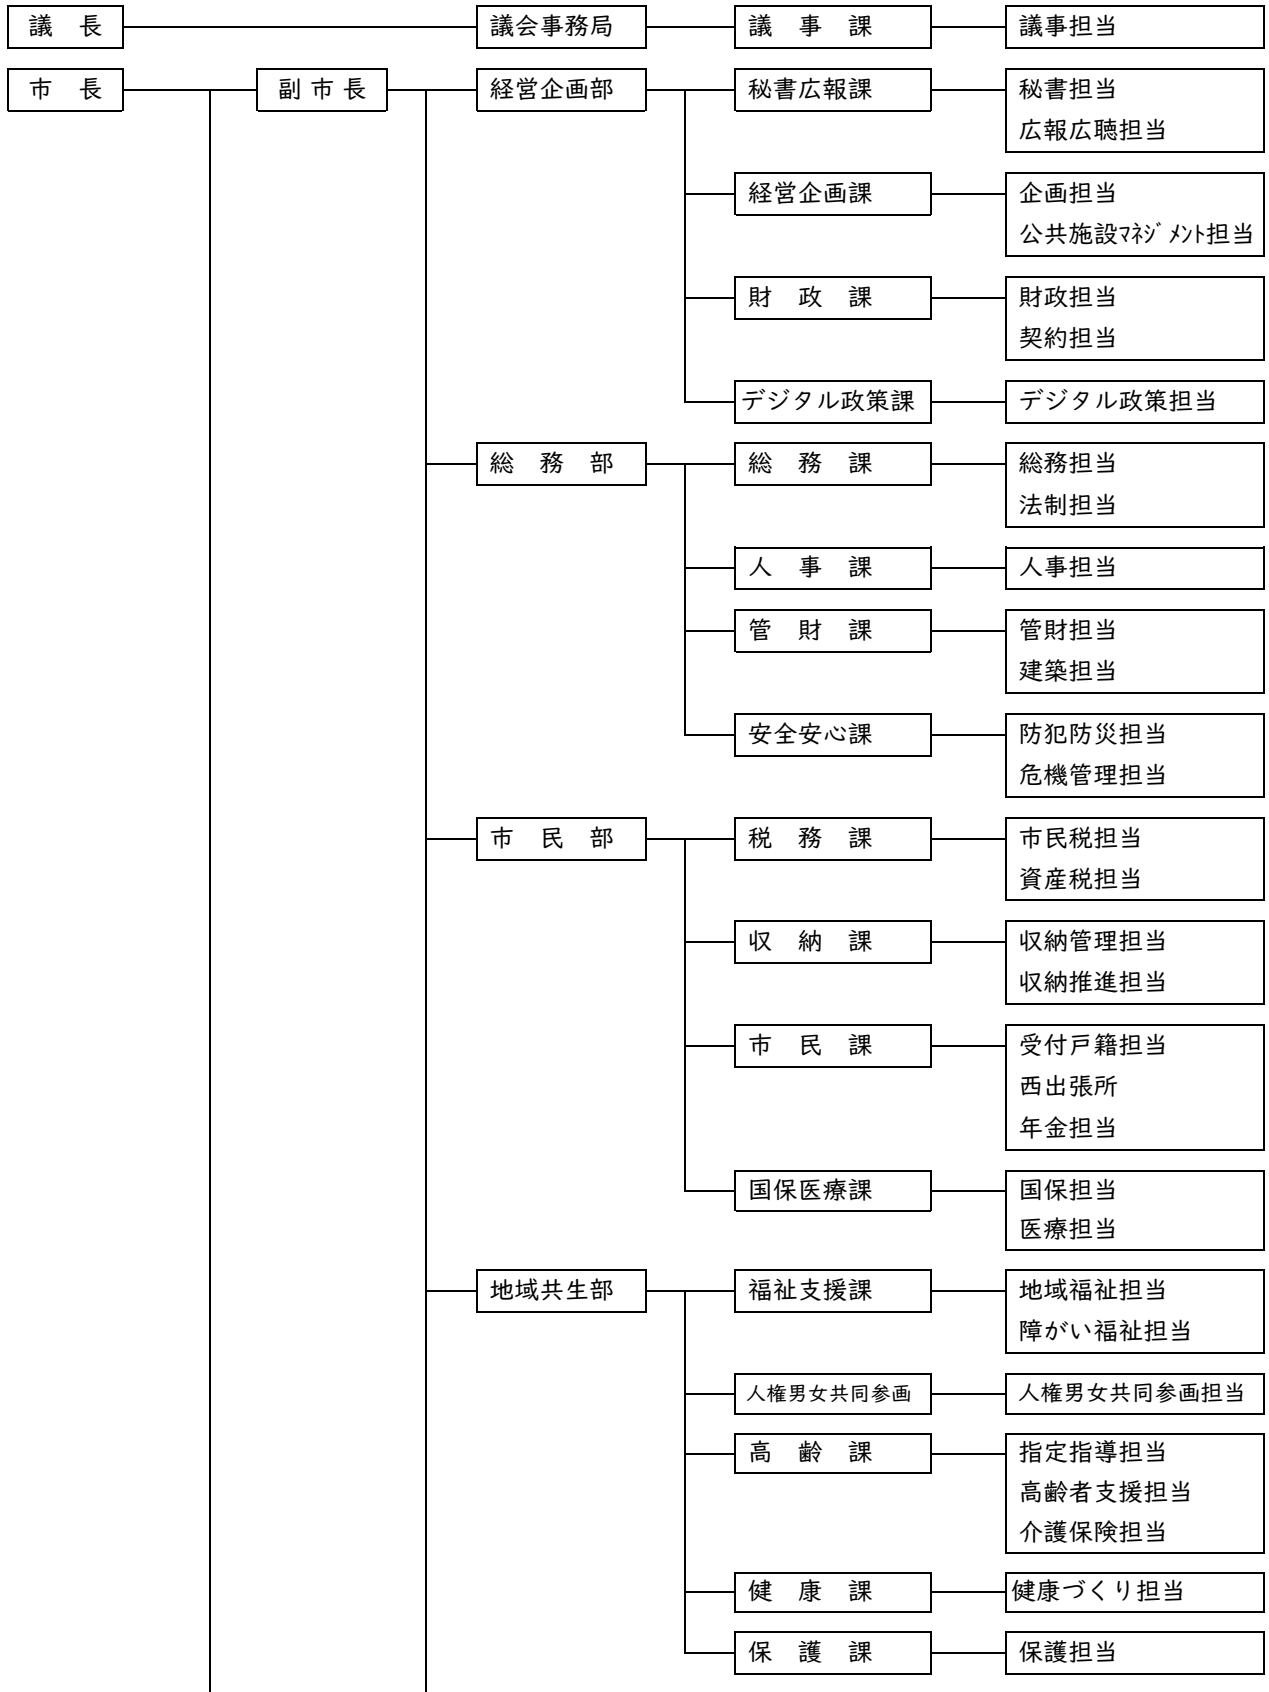 議　長　議会事務局　議　事　課　議事担当
市　長　副 市 長　経営企画部　秘書広報課　秘書担当
広報広聴担当
経営企画課　企画担当
公共施設ﾏﾈｼﾞﾒﾝﾄ担当
財　政　課　財政担当
契約担当
デジタル政策課　デジタル政策担当
総　務　部　総　務　課　総務担当
法制担当
人　事　課　人事担当
管　財　課　管財担当
建築担当
安全安心課　防犯防災担当
危機管理担当
市　民　部　税　務　課　市民税担当
資産税担当
収　納　課　収納管理担当
収納推進担当
市　民　課　受付戸籍担当
西出張所
年金担当
国保医療課　国保担当
医療担当
地域共生部　福祉支援課　地域福祉担当
障がい福祉担当
人権男女共同参画　人権男女共同参画担当
高　齢　課　指定指導担当
高齢者支援担当
介護保険担当
健　康　課　健康づくり担当
保　護　課　保護担当